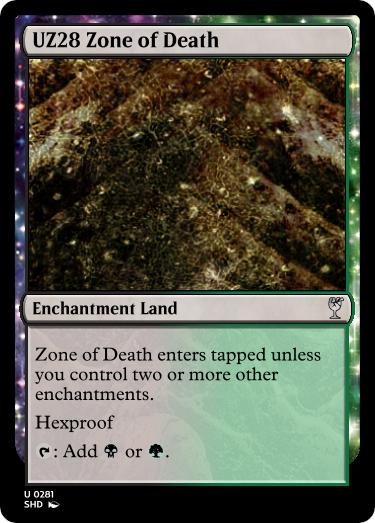 UZ28 Zone of Death
Enchantment Land
Zone of Death enters tapped unless
you control two or more other
enchantments.
Hexproof
: Add or .
U 0281
SHD